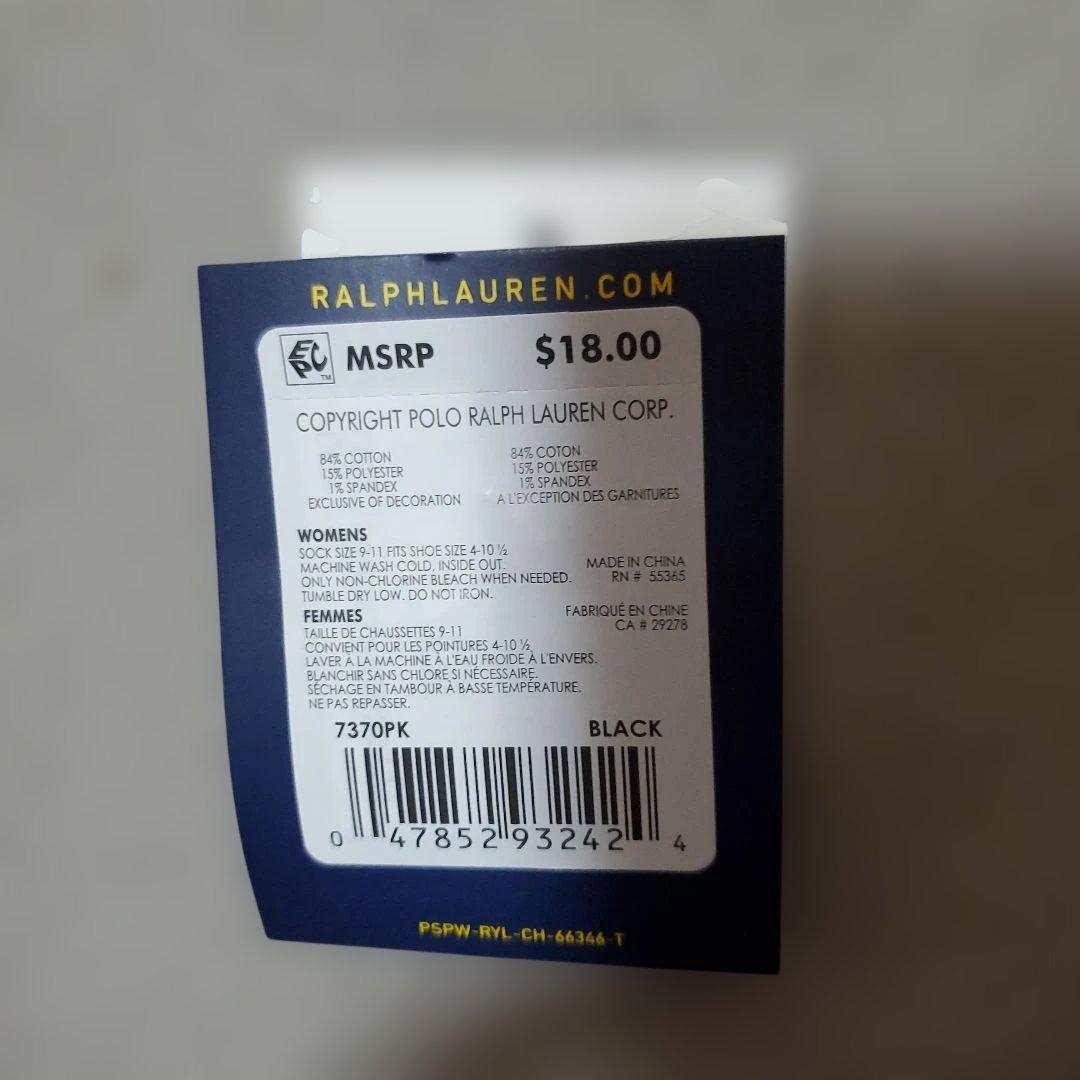 RALPHLAUREN.COM
EPC TM MSRP $18.00
COPYRIGHT POLO RALPH LAUREN CORP.
84% COTTON 84% COTON
15% POLYESTER 15% POLYESTER
1% SPANDEX 1% SPANDEX
EXCLUSIVE OF DECORATION A L'EXCEPTION DES GARNITURES
WOMENS
SOCK SIZE 9-11 FITS SHOE SIZE 4-10 ½
MACHINE WASH COLD, INSIDE OUT. MADE IN CHINA
ONLY NON-CHLORINE BLEACH WHEN NEEDED. RN # 55365
TUMBLE DRY LOW. DO NOT IRON.
FEMMES FABRIQUÉ EN CHINE
TAILLE DE CHAUSSETTES 9-11 CA # 29278
CONVIENT POUR LES POINTURES 4-10 ½
LAVER À LA MACHINE À L'EAU FROIDE À L'ENVERS.
BLANCHIR SANS CHLORE SI NÉCESSAIRE.
SÉCHAGE EN TAMBOUR À BASSE TEMPÉRATURE.
NE PAS REPASSER.
7370PK BLACK
0 47852 93242 4
PSPW-RYL-CH-66346-T